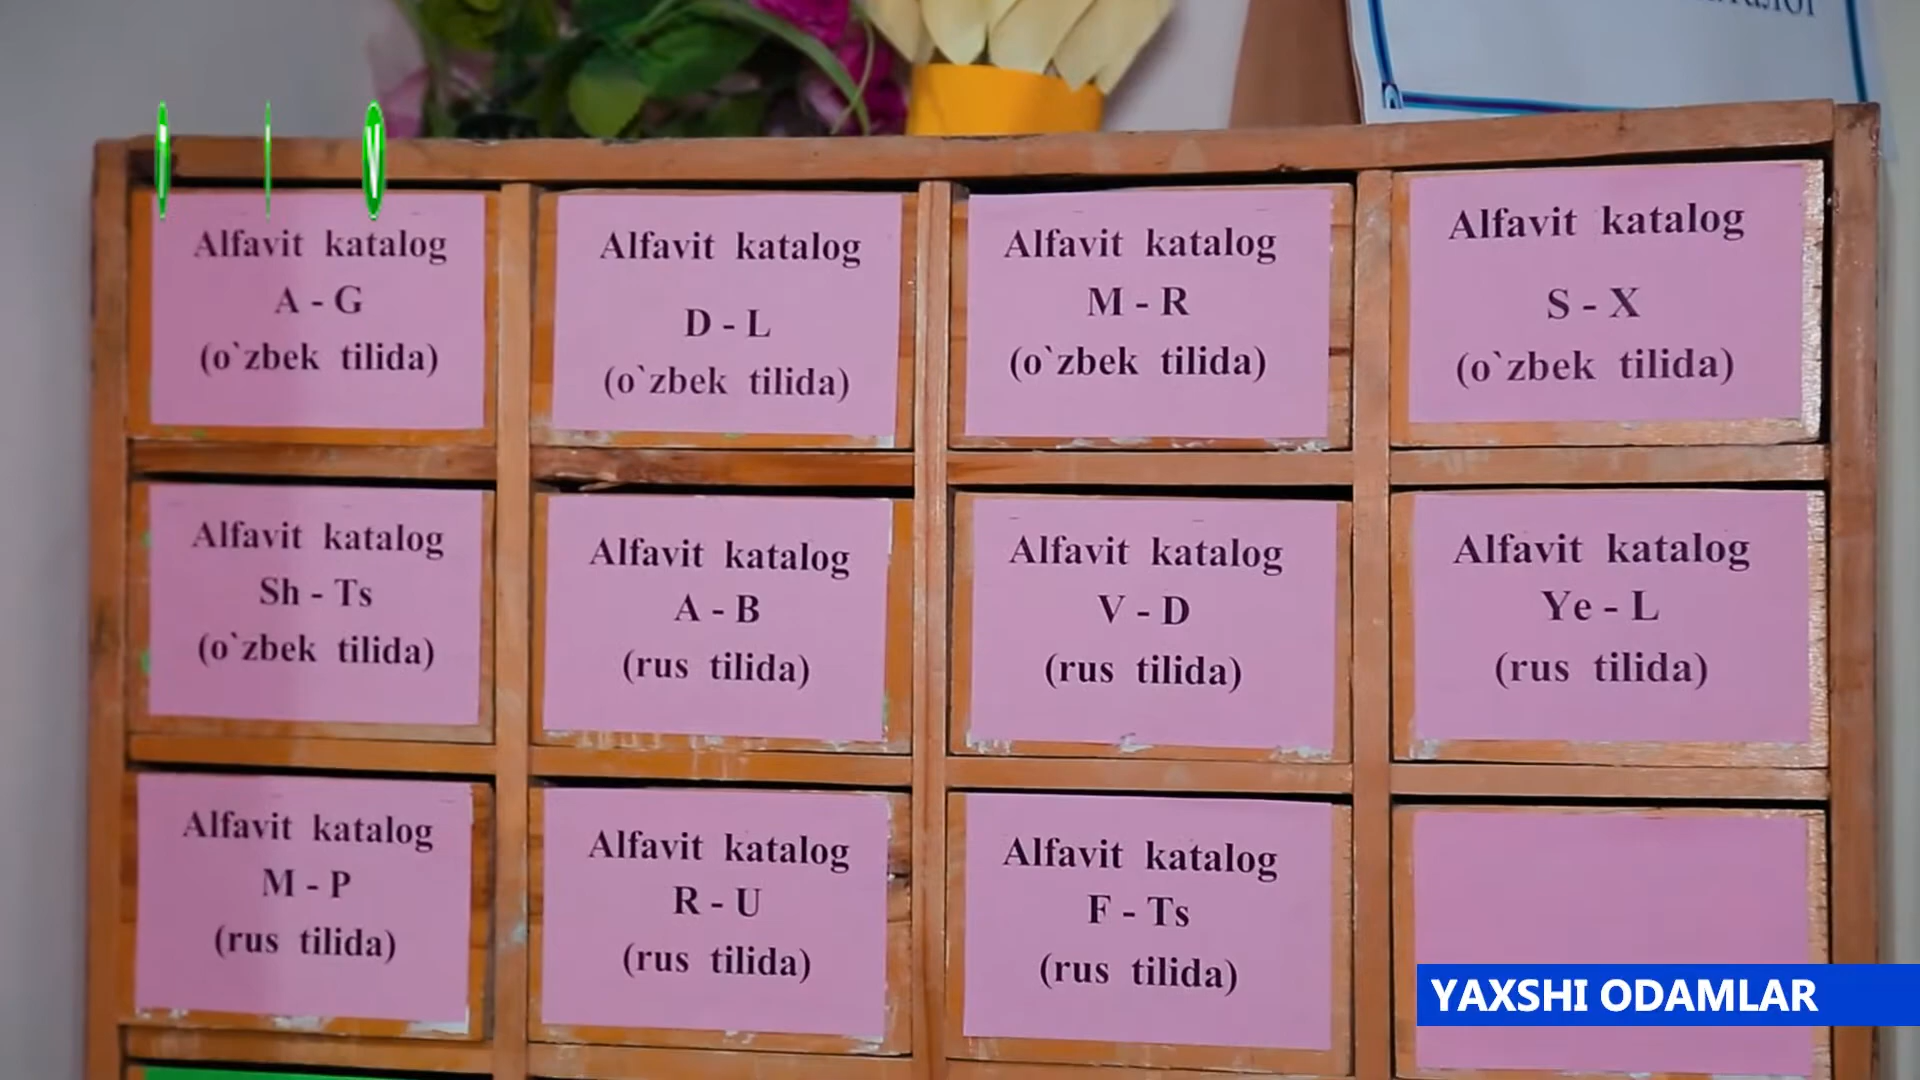 Alfavit katalog
A - G
(o`zbek tilida)
Alfavit katalog
D - L
(o`zbek tilida)
Alfavit katalog
M - R
(o`zbek tilida)
Alfavit katalog
S - X
(o`zbek tilida)
Alfavit katalog
Sh - Ts
(o`zbek tilida)
Alfavit katalog
A - B
(rus tilida)
Alfavit katalog
V - D
(rus tilida)
Alfavit katalog
Ye - L
(rus tilida)
Alfavit katalog
M - P
(rus tilida)
Alfavit katalog
R - U
(rus tilida)
Alfavit katalog
F - Ts
(rus tilida)
YAXSHI ODAMLAR